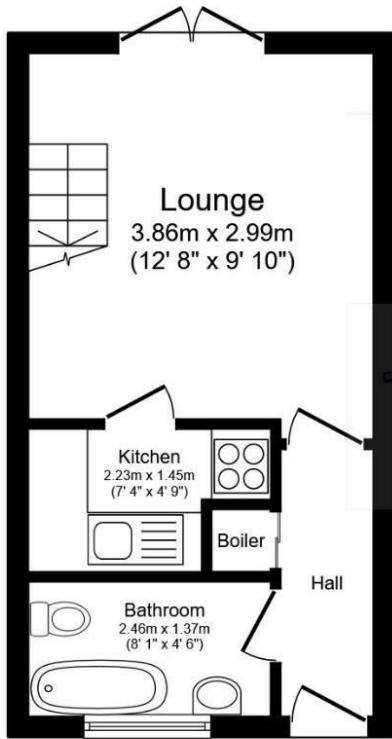 Lounge
3.86m x 2.99m
(12' 8" x 9' 10")
Kitchen
2.23m x 1.45m
(7' 4" x 4' 9")
Boiler
Hall
Bathroom
2.46m x 1.37m
(8' 1" x 4' 6")